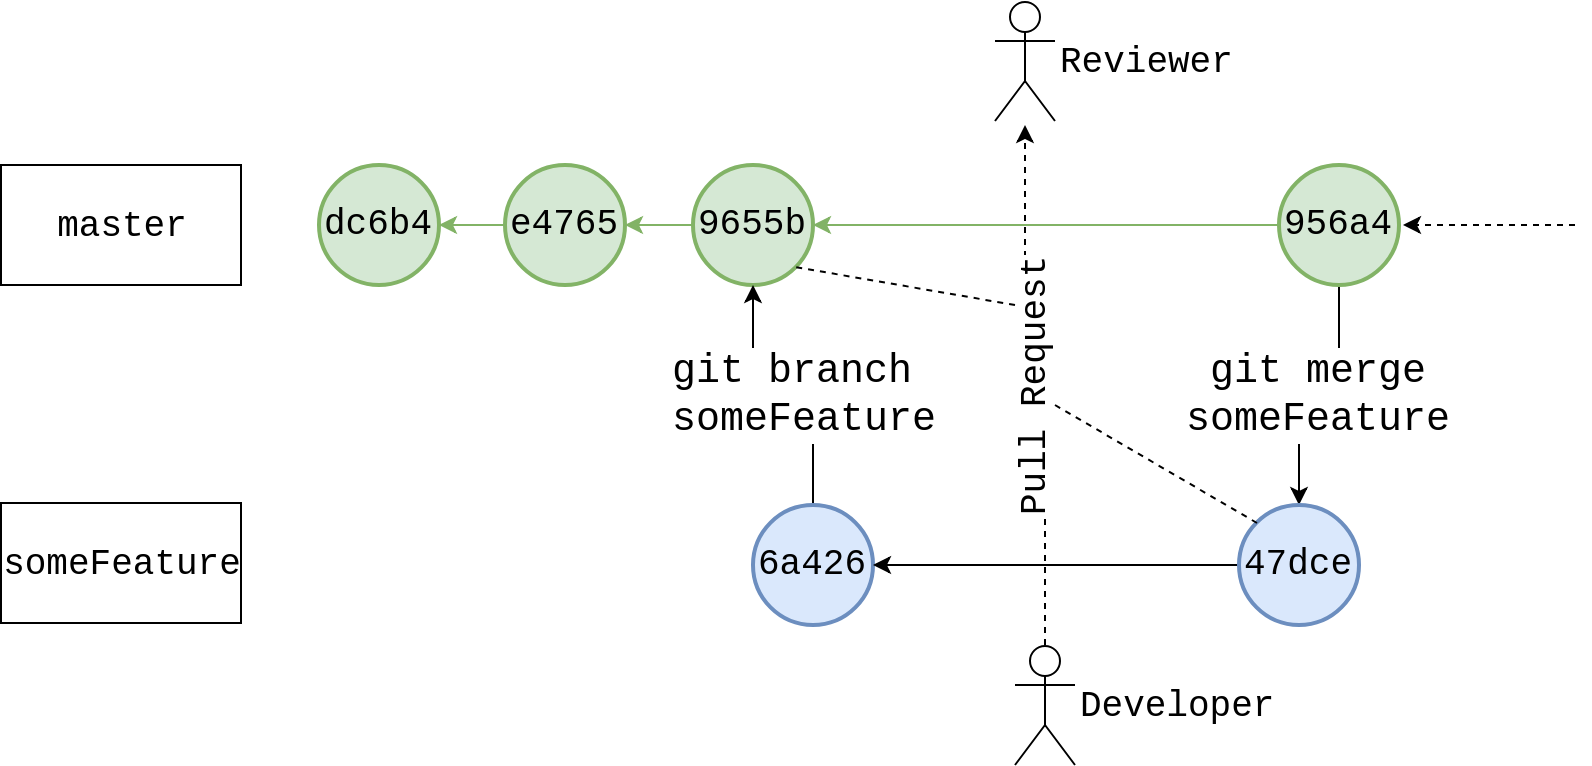 Reviewer
master
dc6b4
e4765
9655b
956a4
Pull Request
git branch
someFeature
git merge
someFeature
someFeature
6a426
47dce
Developer